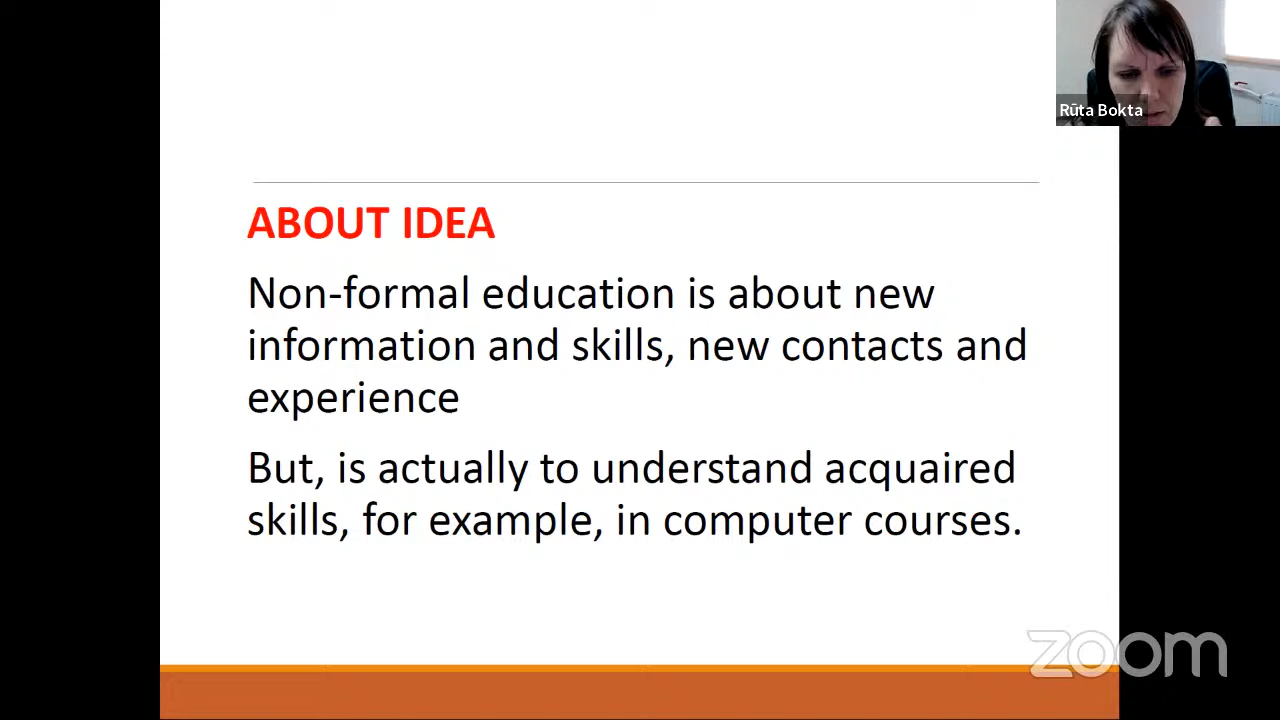 Rūta Bokta
ABOUT IDEA
Non-formal education is about new
information and skills, new contacts and
experience
But, is actually to understand acquaired
skills, for example, in computer courses.
zoom